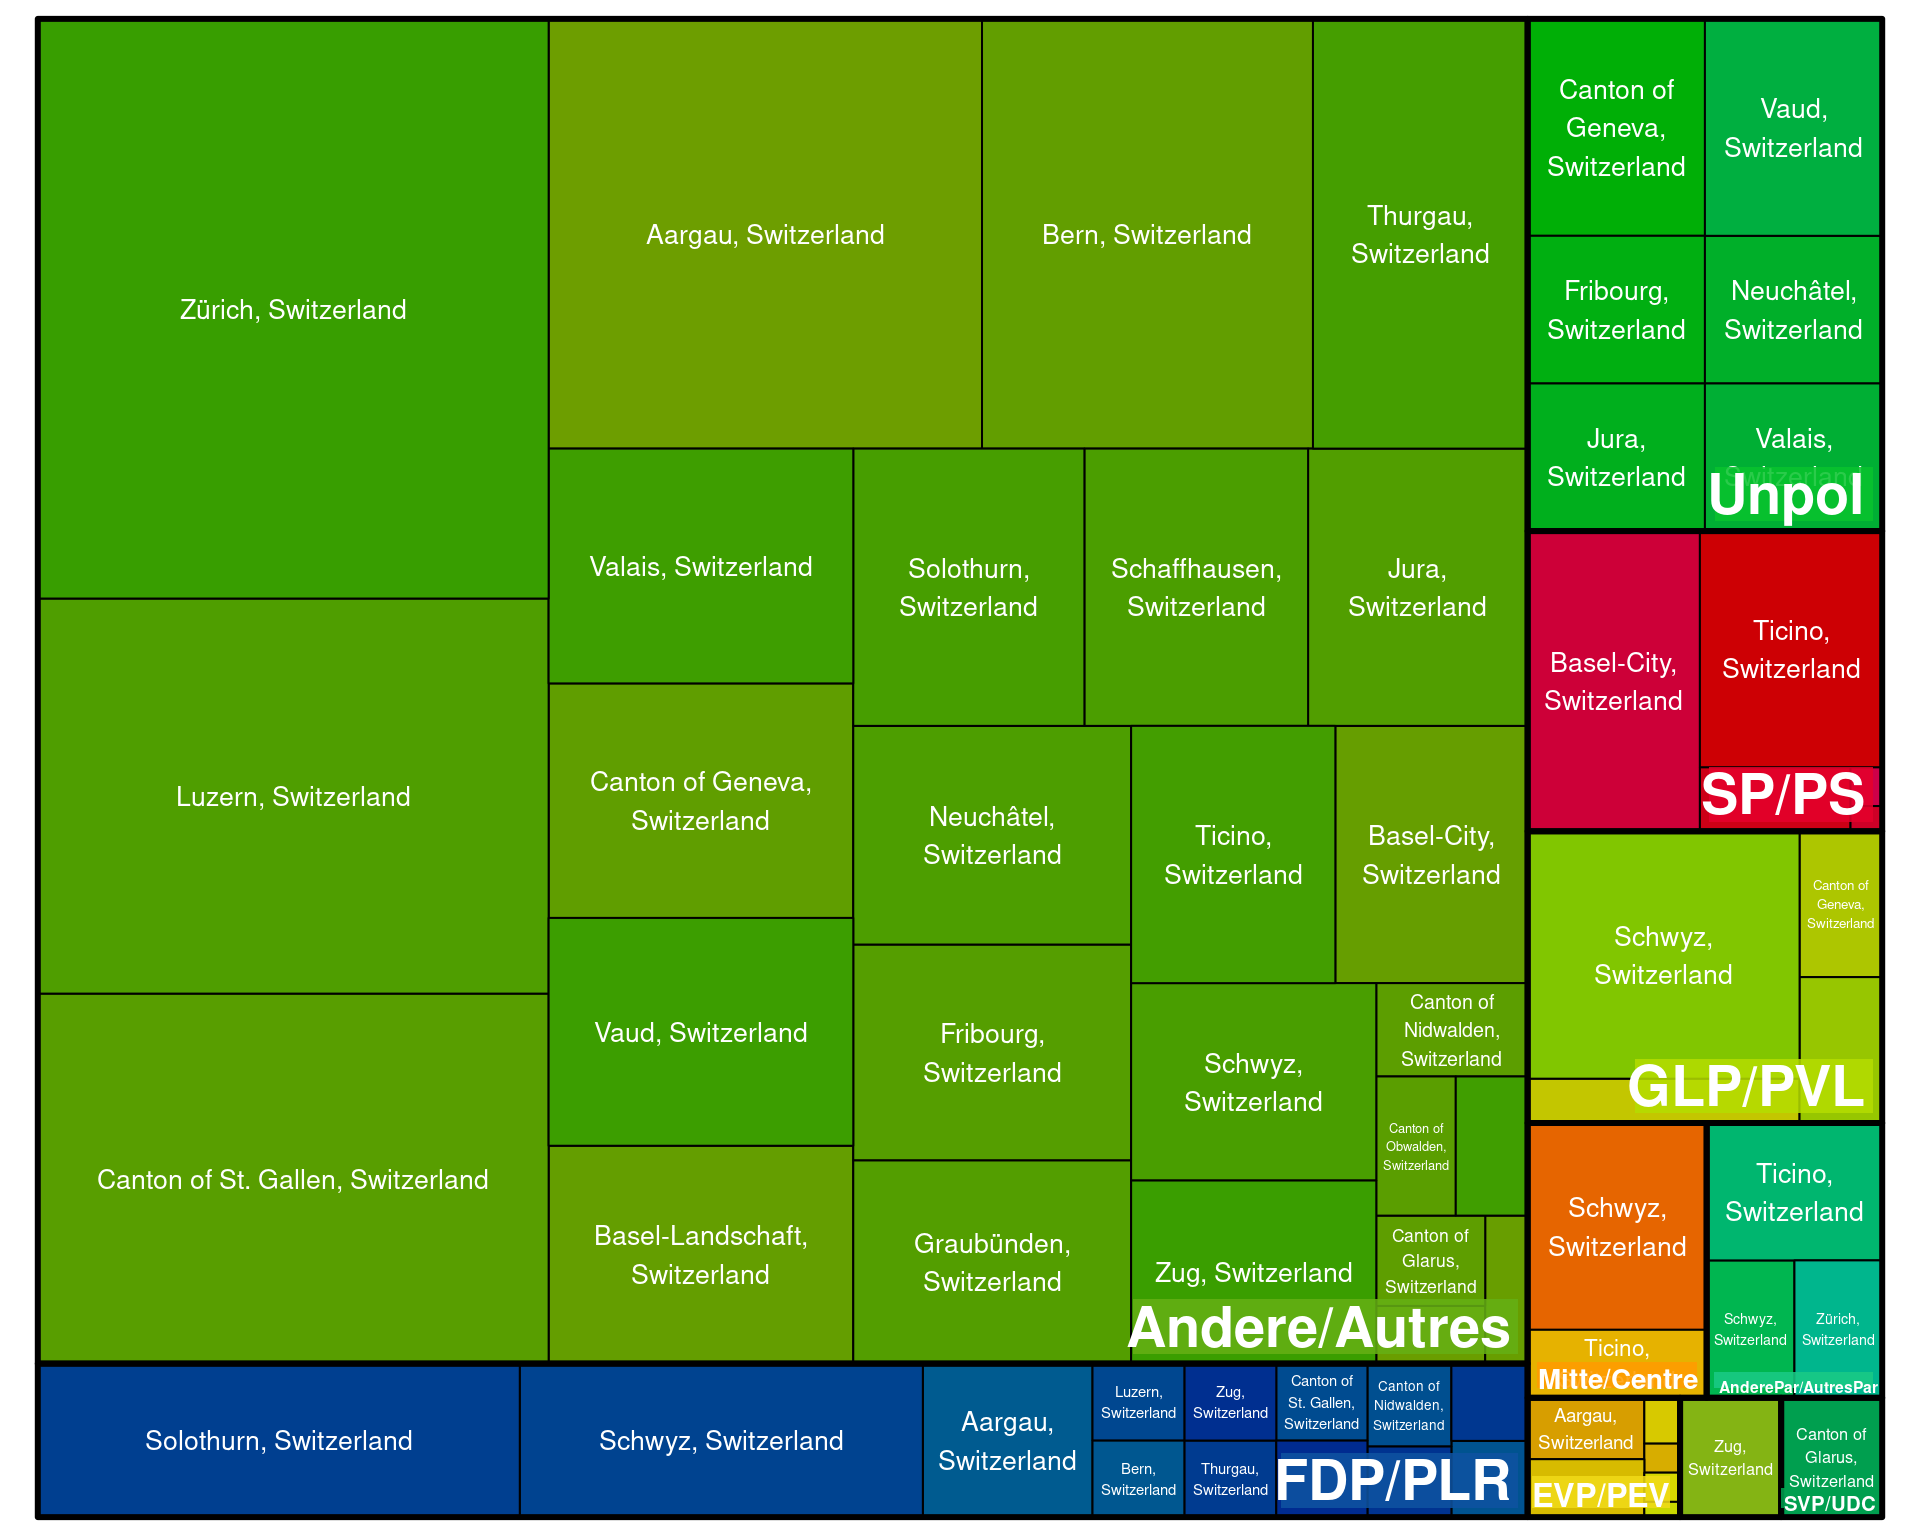 Zürich, Switzerland
Luzern, Switzerland
Canton of St. Gallen, Switzerland
Aargau, Switzerland
Bern, Switzerland
Thurgau,
Switzerland
Valais, Switzerland
Canton of Geneva,
Switzerland
Vaud, Switzerland
Basel-Landschaft,
Switzerland
Solothurn,
Switzerland
Schaffhausen,
Switzerland
Jura,
Switzerland
Neuchâtel,
Switzerland
Fribourg,
Switzerland
Graubünden,
Switzerland
Ticino,
Switzerland
Basel-City,
Switzerland
Schwyz,
Switzerland
Zug, Switzerland
Canton of
Nidwalden,
Switzerland
Canton of
Obwalden,
Switzerland
Canton of
Glarus,
Switzerland
Andere/Autres
Solothurn, Switzerland
Schwyz, Switzerland
Aargau,
Switzerland
Luzern,
Switzerland
Bern,
Switzerland
Zug,
Switzerland
Thurgau,
Switzerland
Canton of
St. Gallen,
Switzerland
Canton of
Nidwalden,
Switzerland
FDP/PLR
Canton of
Geneva,
Switzerland
Vaud,
Switzerland
Fribourg,
Switzerland
Neuchâtel,
Switzerland
Jura,
Switzerland
Valais,
Switzerland
Unpol
Basel-City,
Switzerland
Ticino,
Switzerland
SP/PS
Schwyz,
Switzerland
Canton of
Geneva,
Switzerland
GLP/PVL
Schwyz,
Switzerland
Ticino,
Mitte/Centre
Ticino,
Switzerland
Schwyz,
Switzerland
Zürich,
Switzerland
AnderePar/AutresPar
Aargau,
Switzerland
EVP/PEV
Zug,
Switzerland
Canton of
Glarus,
Switzerland
SVP/UDC